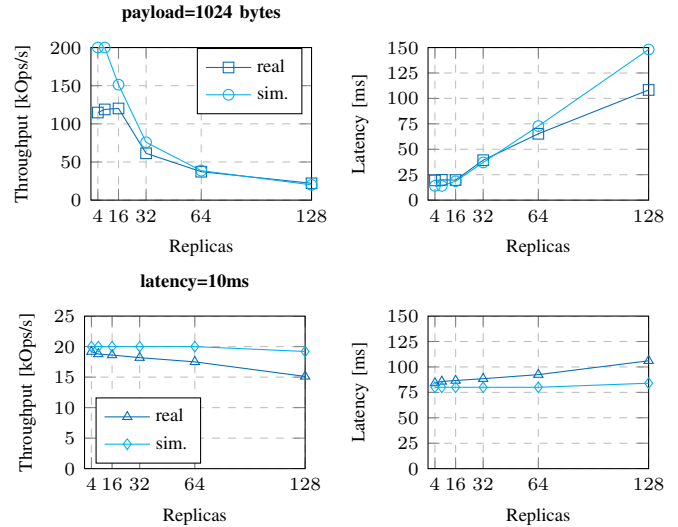 payload=1024 bytes
Throughput [kOps/s]
200
150
100
50
0
4 16 32 64 128
Replicas
real
sim.
Latency [ms]
150
125
100
75
50
25
0
4 16 32 64 128
Replicas
latency=10ms
Throughput [kOps/s]
25
20
15
10
5
0
4 16 32 64 128
Replicas
real
sim.
Latency [ms]
150
125
100
75
50
25
0
4 16 32 64 128
Replicas